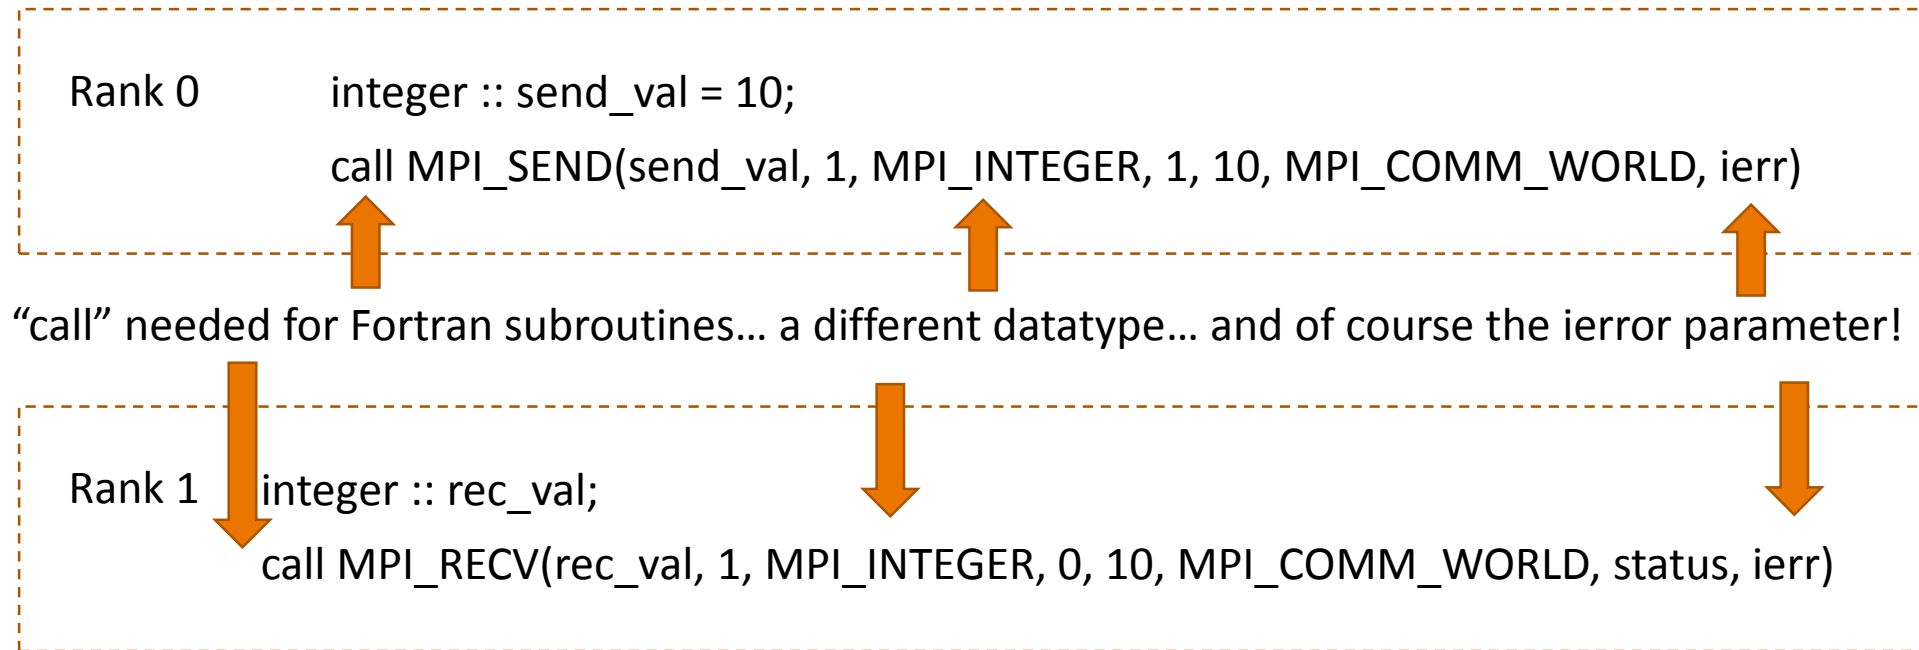 Rank 0 integer :: send_val = 10;
call MPI_SEND(send_val, 1, MPI_INTEGER, 1, 10, MPI_COMM_WORLD, ierr)
“call” needed for Fortran subroutines… a different datatype… and of course the ierror parameter!
Rank 1 integer :: rec_val;
call MPI_RECV(rec_val, 1, MPI_INTEGER, 0, 10, MPI_COMM_WORLD, status, ierr)